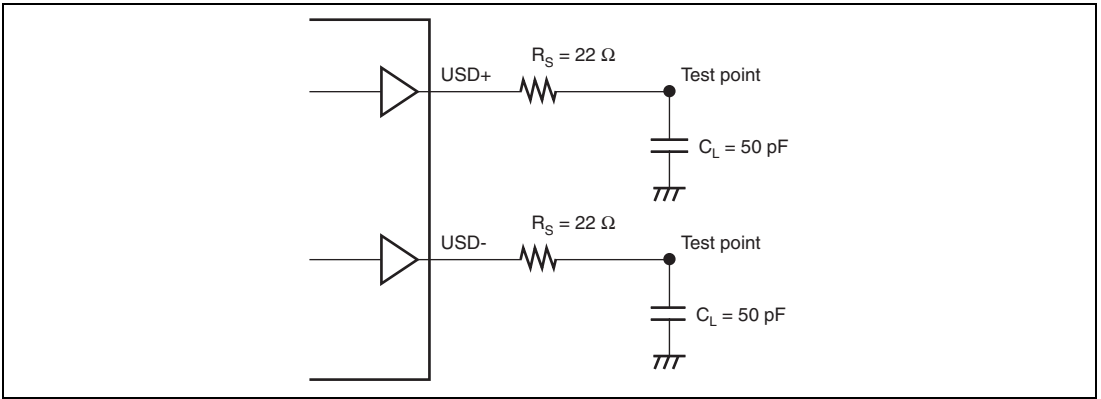 R_S = 22 Ω
USD+
Test point
C_L = 50 pF
R_S = 22 Ω
USD-
Test point
C_L = 50 pF